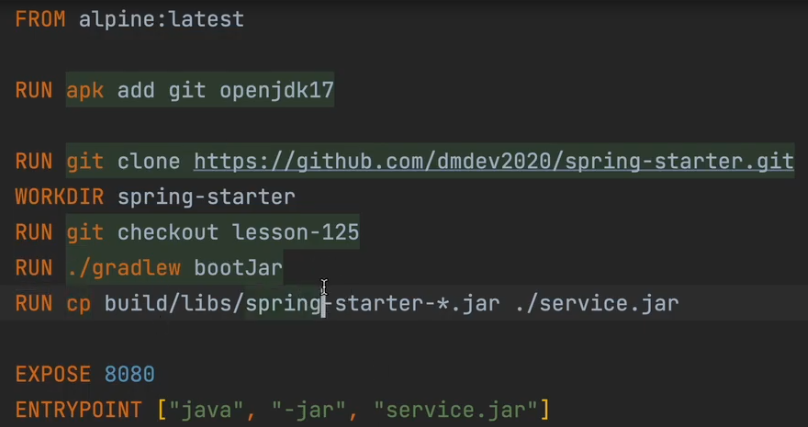 FROM alpine:latest
RUN apk add git openjdk17
RUN git clone https://github.com/dmdev2020/spring-starter.git
WORKDIR spring-starter
RUN git checkout lesson-125
RUN ./gradlew bootJar
RUN cp build/libs/spring-starter-*.jar ./service.jar
EXPOSE 8080
ENTRYPOINT ["java", "-jar", "service.jar"]